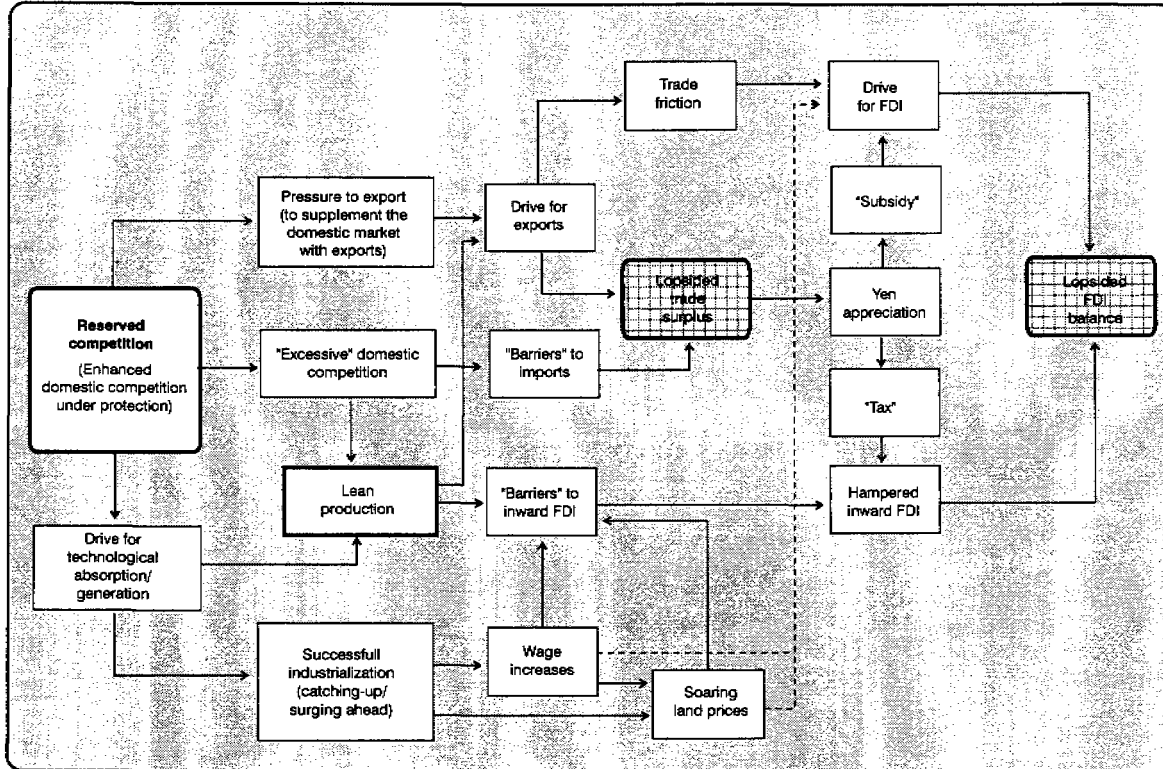 Trade
friction
Drive
for FDI
Pressure to export
(to supplement the
domestic market
with exports)
Drive for
exports
"Subsidy"
Lopsided
trade
surplus
Yen
appreciation
Lopsided
FDI
balance
Reserved
competition
(Enhanced
domestic competition
under protection)
"Excessive" domestic
competition
"Barriers" to
imports
"Tax"
Lean
production
"Barriers" to
inward FDI
Hampered
inward FDI
Drive for
technological
absorption/
generation
Successfull
industrialization
(catching-up/
surging ahead)
Wage
increases
Soaring
land prices